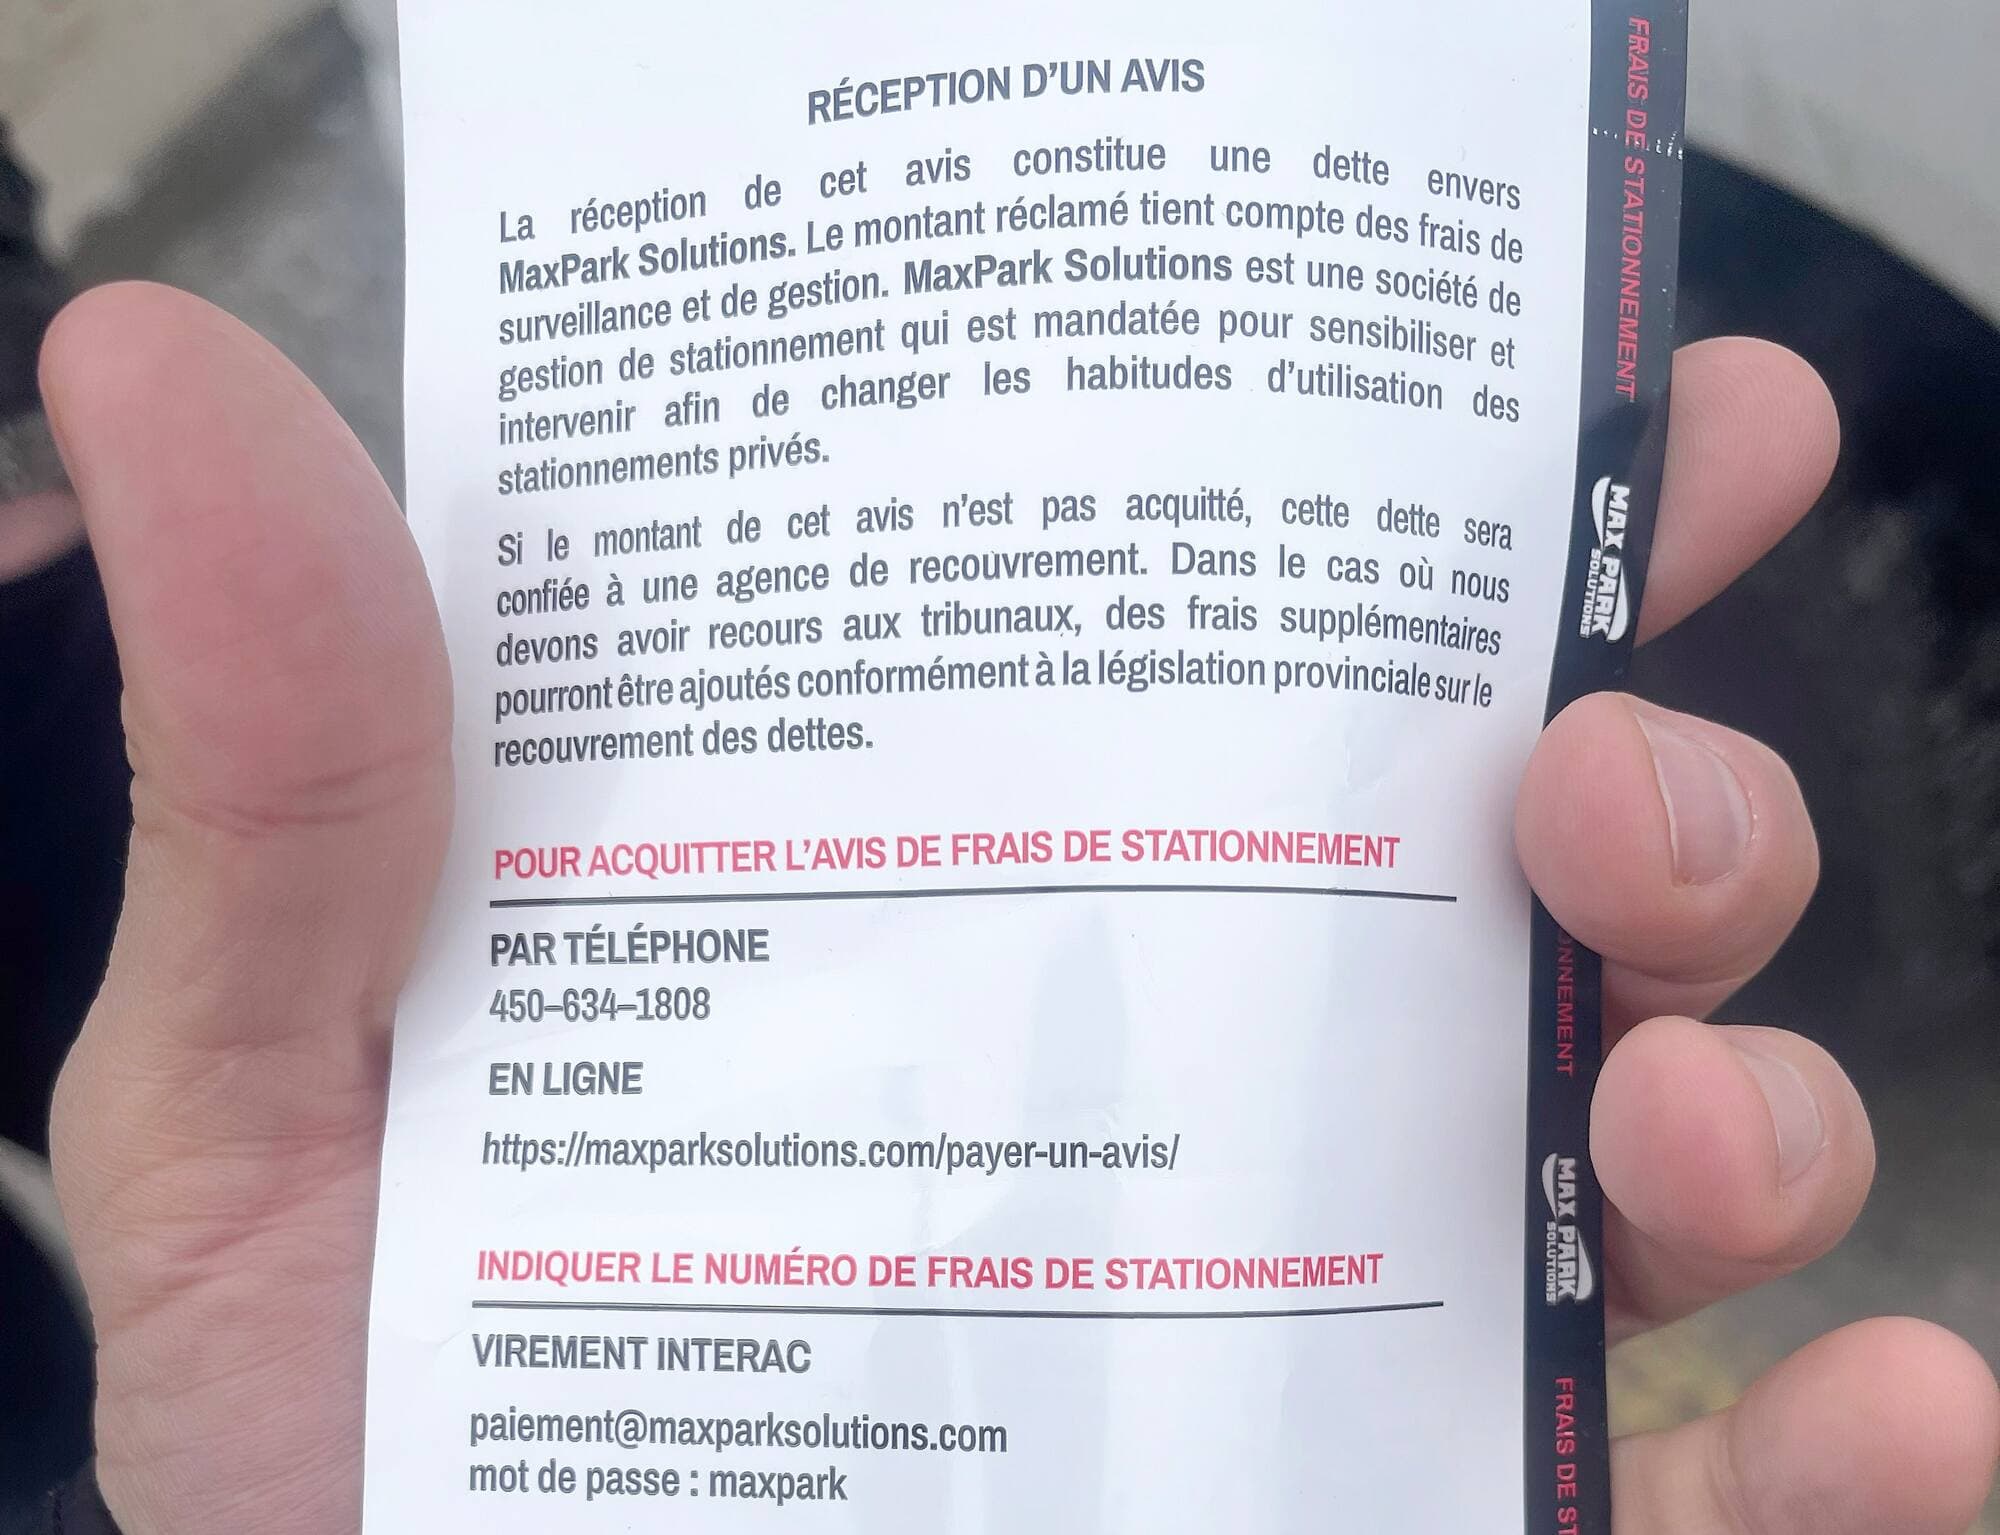 RÉCEPTION D'UN AVIS
La réception de cet avis constitue une dette envers
MaxPark Solutions. Le montant réclamé tient compte des frais de
surveillance et de gestion. MaxPark Solutions est une société de
gestion de stationnement qui est mandatée pour sensibiliser et
intervenir afin de changer les habitudes d'utilisation des
stationnements privés.
Si le montant de cet avis n'est pas acquitté, cette dette sera
confiée à une agence de recouvrement. Dans le cas où nous
devons avoir recours aux tribunaux, des frais supplémentaires
pourront être ajoutés conformément à la législation provinciale sur le
recouvrement des dettes.
POUR ACQUITTER L'AVIS DE FRAIS DE STATIONNEMENT
PAR TÉLÉPHONE
450–634–1808
EN LIGNE
https://maxparksolutions.com/payer-un-avis/
INDIQUER LE NUMÉRO DE FRAIS DE STATIONNEMENT
VIREMENT INTERAC
paiement@maxparksolutions.com
mot de passe : maxpark
FRAIS DE STATIONNEMENT
MAX PARK
SOLUTIONS
ONNEMENT
MAX PARK
SOLUTIONS
FRAIS DE ST